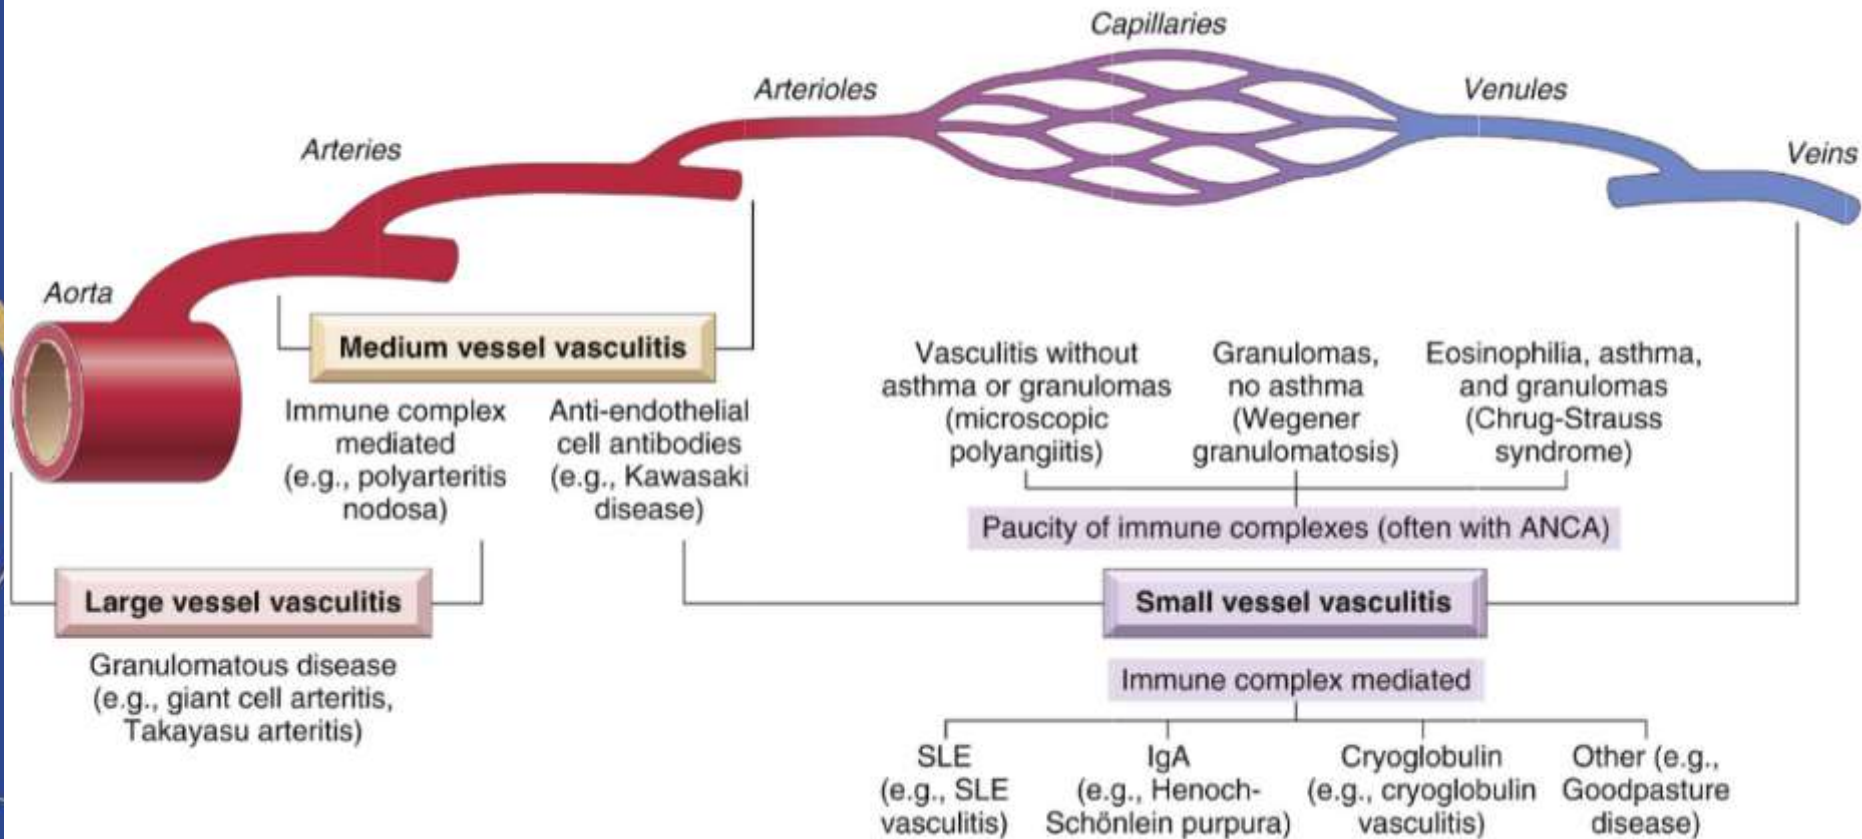 Capillaries
Arterioles
Venules
Arteries
Veins
Aorta
Medium vessel vasculitis
Immune complex
mediated
(e.g., polyarteritis
nodosa)
Anti-endothelial
cell antibodies
(e.g., Kawasaki
disease)
Vasculitis without
asthma or granulomas
(microscopic
polyangiitis)
Granulomas,
no asthma
(Wegener
granulomatosis)
Eosinophilia, asthma,
and granulomas
(Chrug-Strauss
syndrome)
Paucity of immune complexes (often with ANCA)
Large vessel vasculitis
Granulomatous disease
(e.g., giant cell arteritis,
Takayasu arteritis)
Small vessel vasculitis
Immune complex mediated
SLE
(e.g., SLE
vasculitis)
IgA
(e.g., Henoch-
Schönlein purpura)
Cryoglobulin
(e.g., cryoglobulin
vasculitis)
Other (e.g.,
Goodpasture
disease)